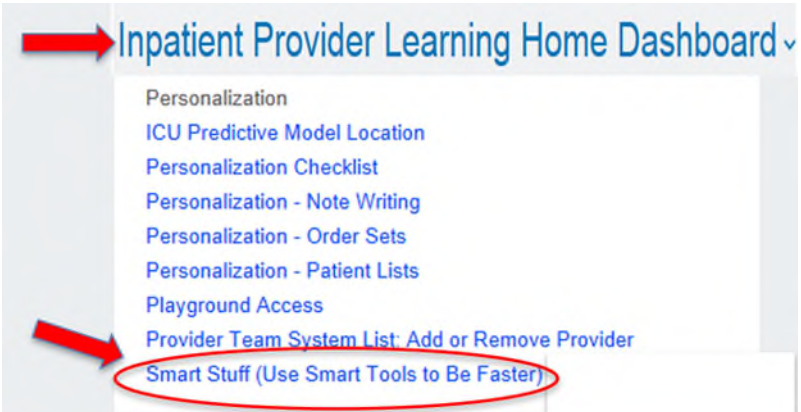 Inpatient Provider Learning Home Dashboard
Personalization
ICU Predictive Model Location
Personalization Checklist
Personalization - Note Writing
Personalization - Order Sets
Personalization - Patient Lists
Playground Access
Provider Team System List: Add or Remove Provider
Smart Stuff (Use Smart Tools to Be Faster)